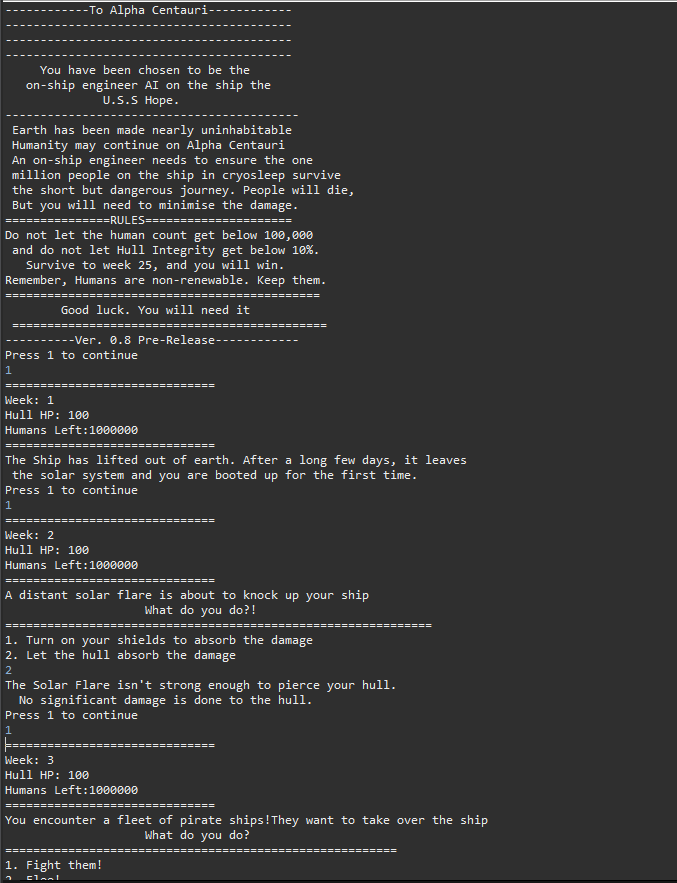 ------------To Alpha Centauri------------
-----------------------------------------
-----------------------------------------
-----------------------------------------
     You have been chosen to be the
   on-ship engineer AI on the ship the
              U.S.S Hope.
------------------------------------------
 Earth has been made nearly uninhabitable
 Humanity may continue on Alpha Centauri
 An on-ship engineer needs to ensure the one
 million people on the ship in cryosleep survive
 the short but dangerous journey. People will die,
 But you will need to minimise the damage.
===============RULES=====================
Do not let the human count get below 100,000
 and do not let Hull Integrity get below 10%.
   Survive to week 25, and you will win.
Remember, Humans are non-renewable. Keep them.
=============================================
        Good luck. You will need it
 =============================================
----------Ver. 0.8 Pre-Release------------
Press 1 to continue
1
==============================
Week: 1
Hull HP: 100
Humans Left:1000000
==============================
The Ship has lifted out of earth. After a long few days, it leaves
 the solar system and you are booted up for the first time.
Press 1 to continue
1
==============================
Week: 2
Hull HP: 100
Humans Left:1000000
==============================
A distant solar flare is about to knock up your ship
                    What do you do?!
=============================================================
1. Turn on your shields to absorb the damage
2. Let the hull absorb the damage
2
The Solar Flare isn't strong enough to pierce your hull.
  No significant damage is done to the hull.
Press 1 to continue
1
==============================
Week: 3
Hull HP: 100
Humans Left:1000000
==============================
You encounter a fleet of pirate ships!They want to take over the ship
                    What do you do?
========================================================
1. Fight them!
2. Flee!